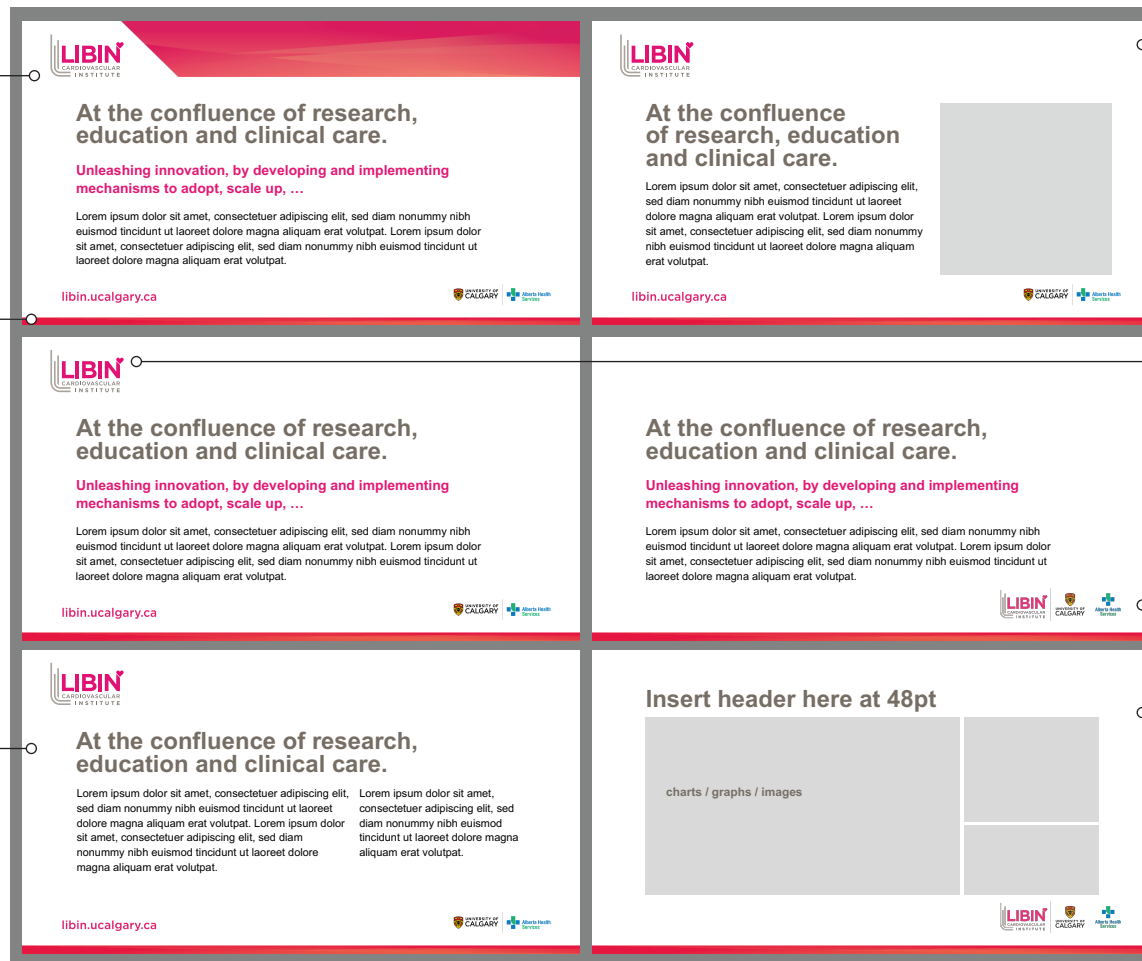 LIBIN
CARDIOVASCULAR
INSTITUTE
At the confluence of research,
education and clinical care.
Unleashing innovation, by developing and implementing
mechanisms to adopt, scale up, …
Lorem ipsum dolor sit amet, consectetuer adipiscing elit, sed diam nonummy nibh
euismod tincidunt ut laoreet dolore magna aliquam erat volutpat. Lorem ipsum dolor
sit amet, consectetuer adipiscing elit, sed diam nonummy nibh euismod tincidunt ut
laoreet dolore magna aliquam erat volutpat.
libin.ucalgary.ca
UNIVERSITY OF
CALGARY
Alberta Health
Services
LIBIN
CARDIOVASCULAR
INSTITUTE
At the confluence
of research, education
and clinical care.
Lorem ipsum dolor sit amet, consectetuer adipiscing elit,
sed diam nonummy nibh euismod tincidunt ut laoreet
dolore magna aliquam erat volutpat. Lorem ipsum dolor
sit amet, consectetuer adipiscing elit, sed diam nonummy
nibh euismod tincidunt ut laoreet dolore magna aliquam
erat volutpat.
libin.ucalgary.ca
UNIVERSITY OF
CALGARY
Alberta Health
Services
LIBIN
CARDIOVASCULAR
INSTITUTE
At the confluence of research,
education and clinical care.
Unleashing innovation, by developing and implementing
mechanisms to adopt, scale up, …
Lorem ipsum dolor sit amet, consectetuer adipiscing elit, sed diam nonummy nibh
euismod tincidunt ut laoreet dolore magna aliquam erat volutpat. Lorem ipsum dolor
sit amet, consectetuer adipiscing elit, sed diam nonummy nibh euismod tincidunt ut
laoreet dolore magna aliquam erat volutpat.
libin.ucalgary.ca
UNIVERSITY OF
CALGARY
Alberta Health
Services
At the confluence of research,
education and clinical care.
Unleashing innovation, by developing and implementing
mechanisms to adopt, scale up, …
Lorem ipsum dolor sit amet, consectetuer adipiscing elit, sed diam nonummy nibh
euismod tincidunt ut laoreet dolore magna aliquam erat volutpat. Lorem ipsum dolor
sit amet, consectetuer adipiscing elit, sed diam nonummy nibh euismod tincidunt ut
laoreet dolore magna aliquam erat volutpat.
LIBIN
CARDIOVASCULAR
INSTITUTE
UNIVERSITY OF
CALGARY
Alberta Health
Services
LIBIN
CARDIOVASCULAR
INSTITUTE
At the confluence of research,
education and clinical care.
Lorem ipsum dolor sit amet, consectetuer adipiscing elit,
sed diam nonummy nibh euismod tincidunt ut laoreet
dolore magna aliquam erat volutpat. Lorem ipsum dolor
sit amet, consectetuer adipiscing elit, sed diam
nonummy nibh euismod tincidunt ut laoreet dolore
magna aliquam erat volutpat.
Lorem ipsum dolor sit amet,
consectetuer adipiscing elit, sed
diam nonummy nibh euismod
tincidunt ut laoreet dolore magna
aliquam erat volutpat.
libin.ucalgary.ca
UNIVERSITY OF
CALGARY
Alberta Health
Services
Insert header here at 48pt
charts / graphs / images
LIBIN
CARDIOVASCULAR
INSTITUTE
UNIVERSITY OF
CALGARY
Alberta Health
Services